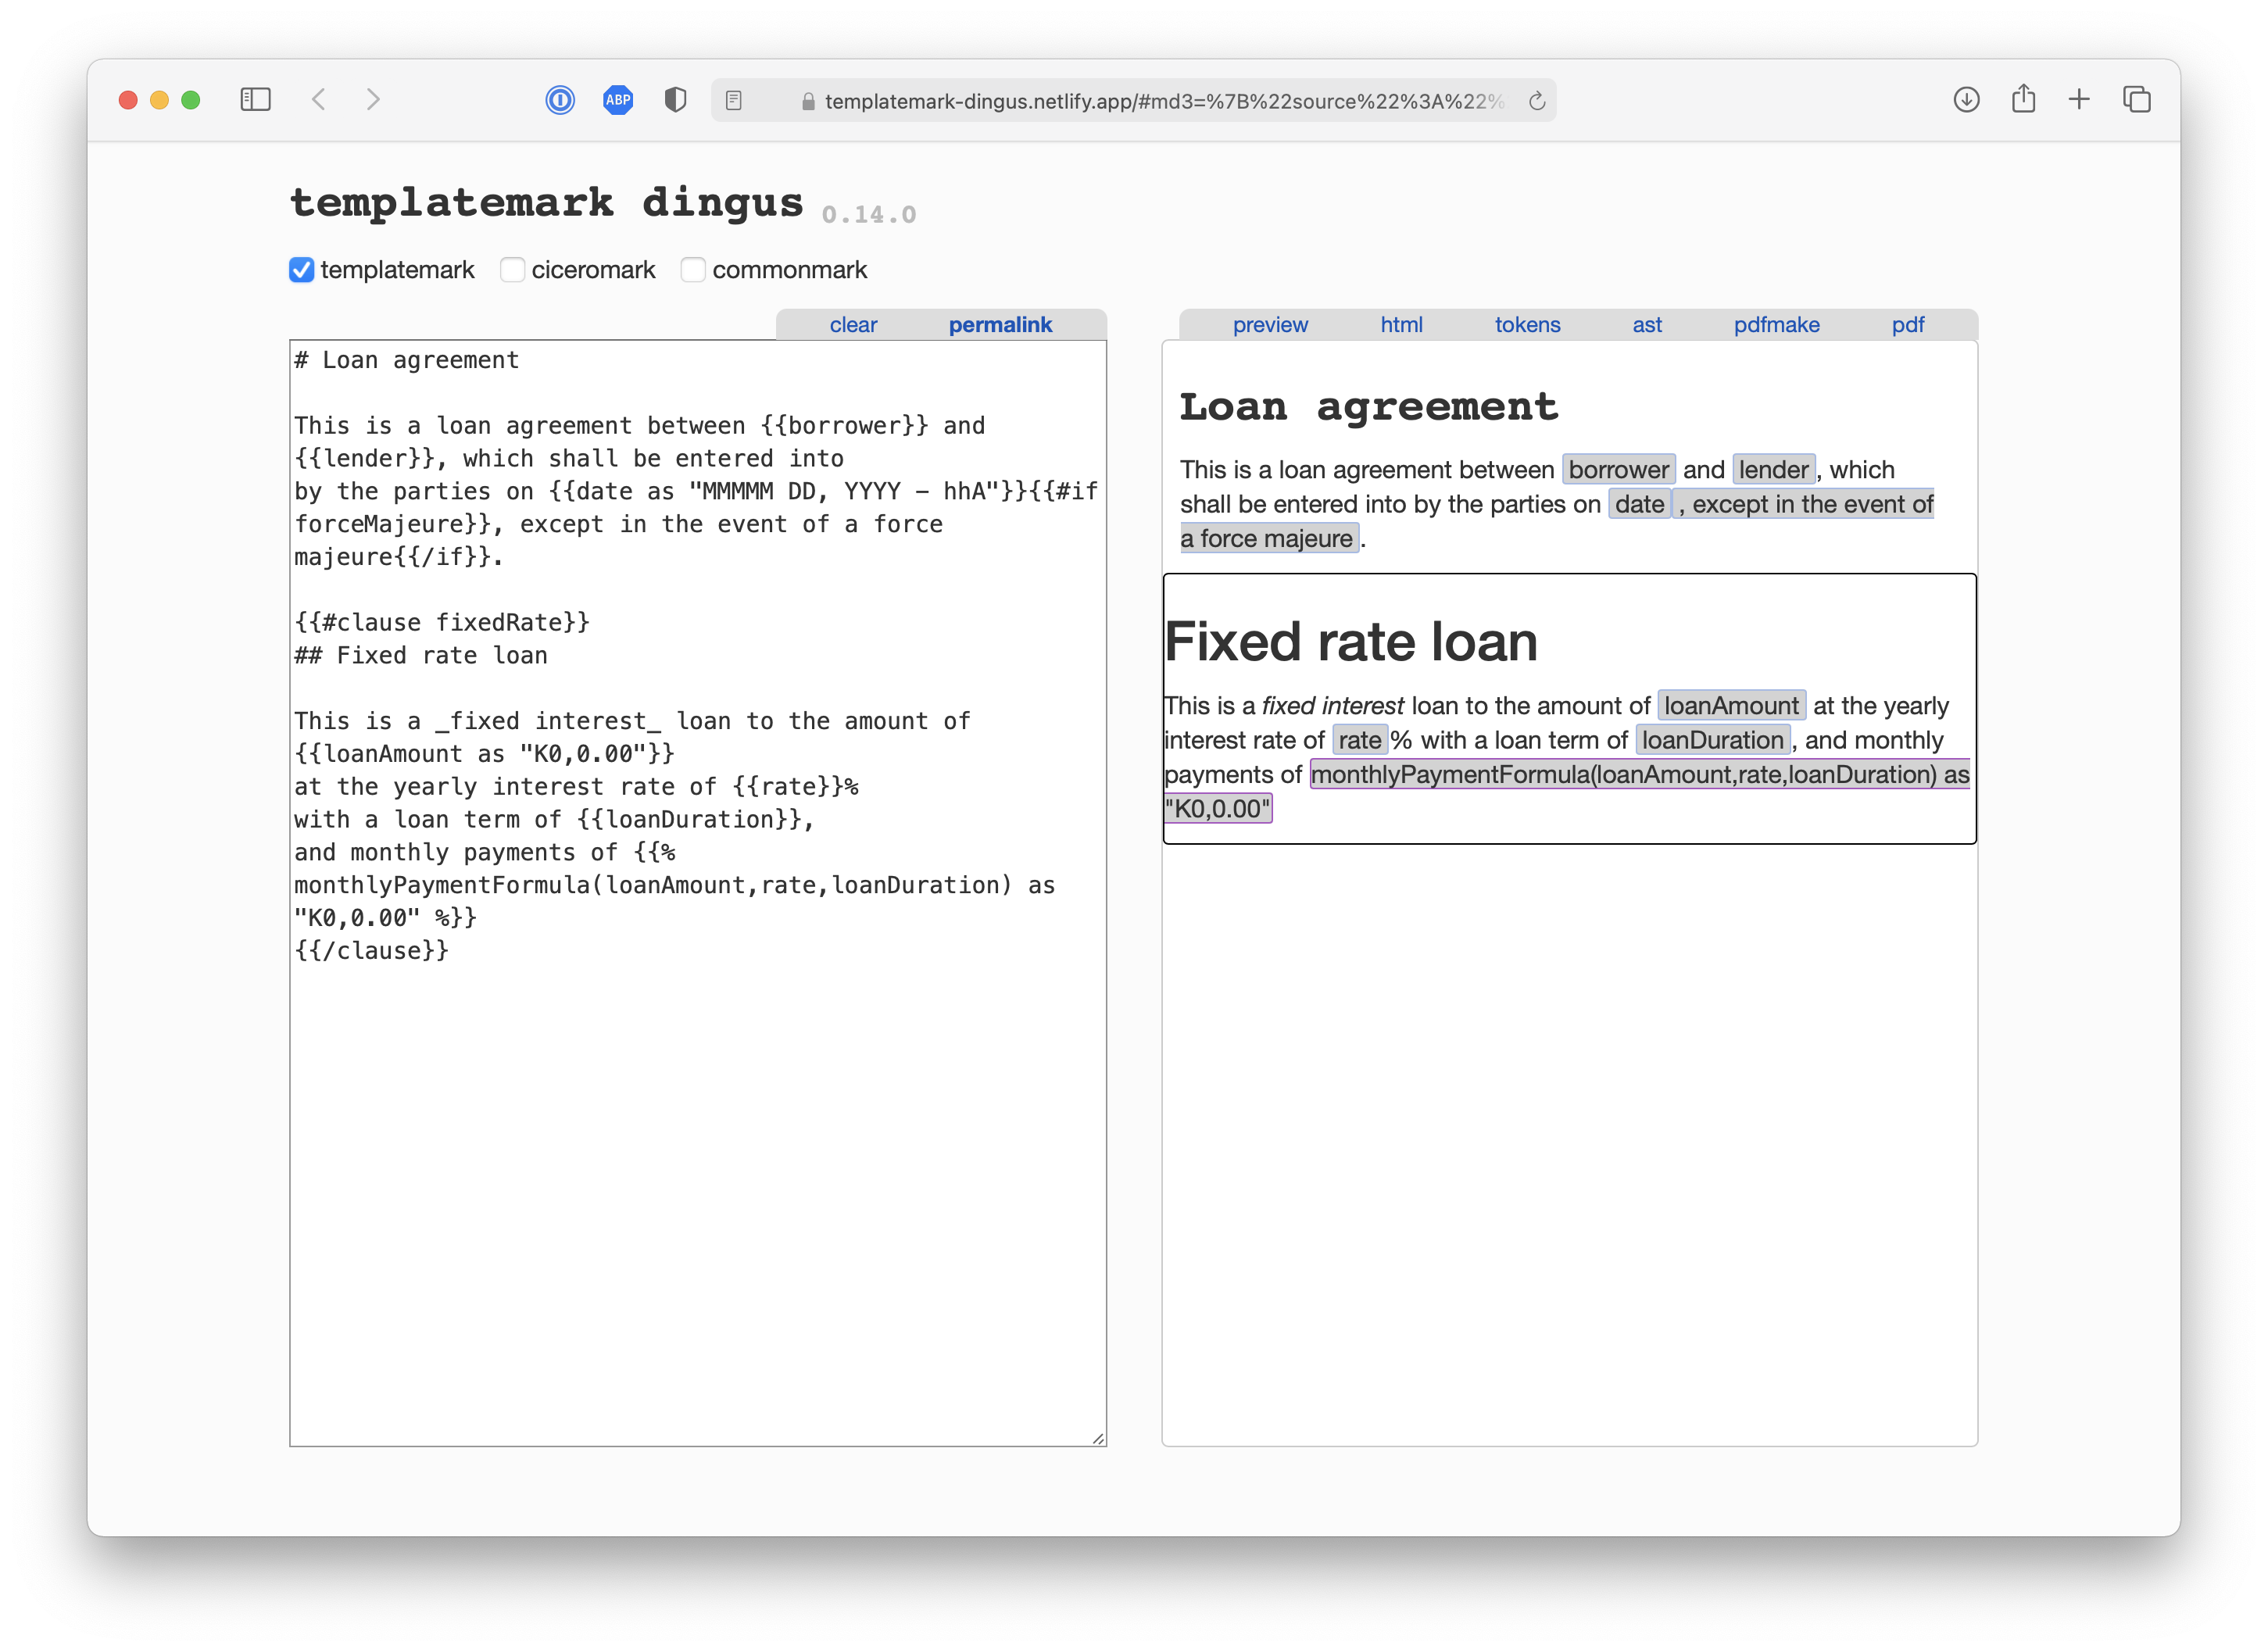 ABP
templatemark-dingus.netlify.app/#md3=%7B%22source%22%3A%22%
templatemark dingus 0.14.0
templatemark ciceromark commonmark
clear permalink
# Loan agreement
This is a loan agreement between {{borrower}} and
{{lender}}, which shall be entered into
by the parties on {{date as "MMMMM DD, YYYY – hhA"}}{{#if
forceMajeure}}, except in the event of a force
majeure{{/if}}.
{{#clause fixedRate}}
## Fixed rate loan
This is a _fixed interest_ loan to the amount of
{{loanAmount as "K0,0.00"}}
at the yearly interest rate of {{rate}}%
with a loan term of {{loanDuration}},
and monthly payments of {{%
monthlyPaymentFormula(loanAmount,rate,loanDuration) as
"K0,0.00" %}}
{{/clause}}
preview html tokens ast pdfmake pdf
Loan agreement
This is a loan agreement between borrower and lender, which
shall be entered into by the parties on date , except in the event of
a force majeure.
Fixed rate loan
This is a fixed interest loan to the amount of loanAmount at the yearly
interest rate of rate% with a loan term of loanDuration, and monthly
payments of monthlyPaymentFormula(loanAmount,rate,loanDuration) as
"K0,0.00"